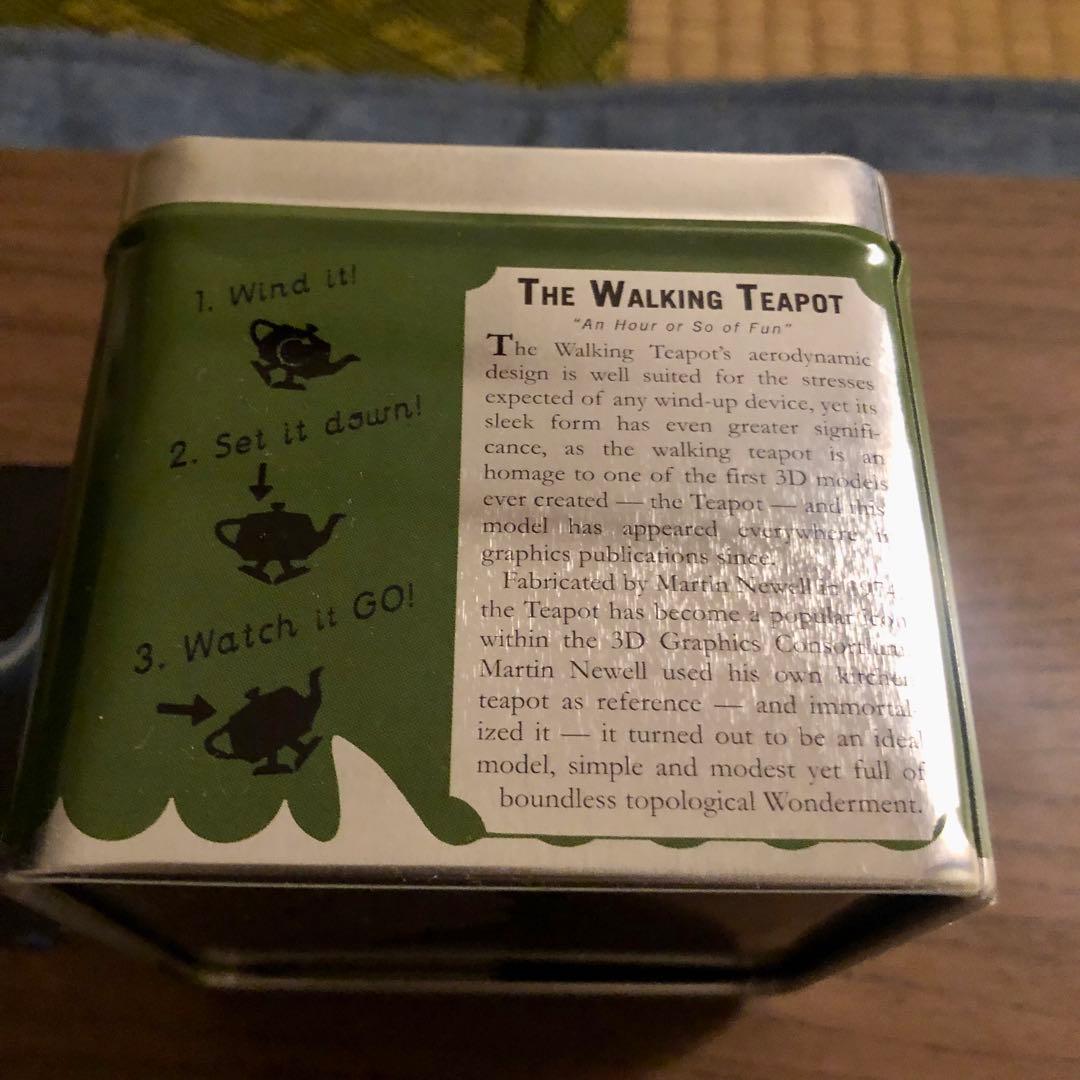 1. Wind it!
2. Set it down!
3. Watch it GO!
THE WALKING TEAPOT
"An Hour or So of Fun"
The Walking Teapot's aerodynamic
design is well suited for the stresses
expected of any wind-up device, yet its
sleek form has even greater signifi-
cance, as the walking teapot is an
homage to one of the first 3D models
ever created — the Teapot — and this
model has appeared everywhere in
graphics publications since.
Fabricated by Martin Newell in 1974,
the Teapot has become a popular icon
within the 3D Graphics Consortium.
Martin Newell used his own kitchen
teapot as reference — and immortal-
ized it — it turned out to be an ideal
model, simple and modest yet full of
boundless topological Wonderment.